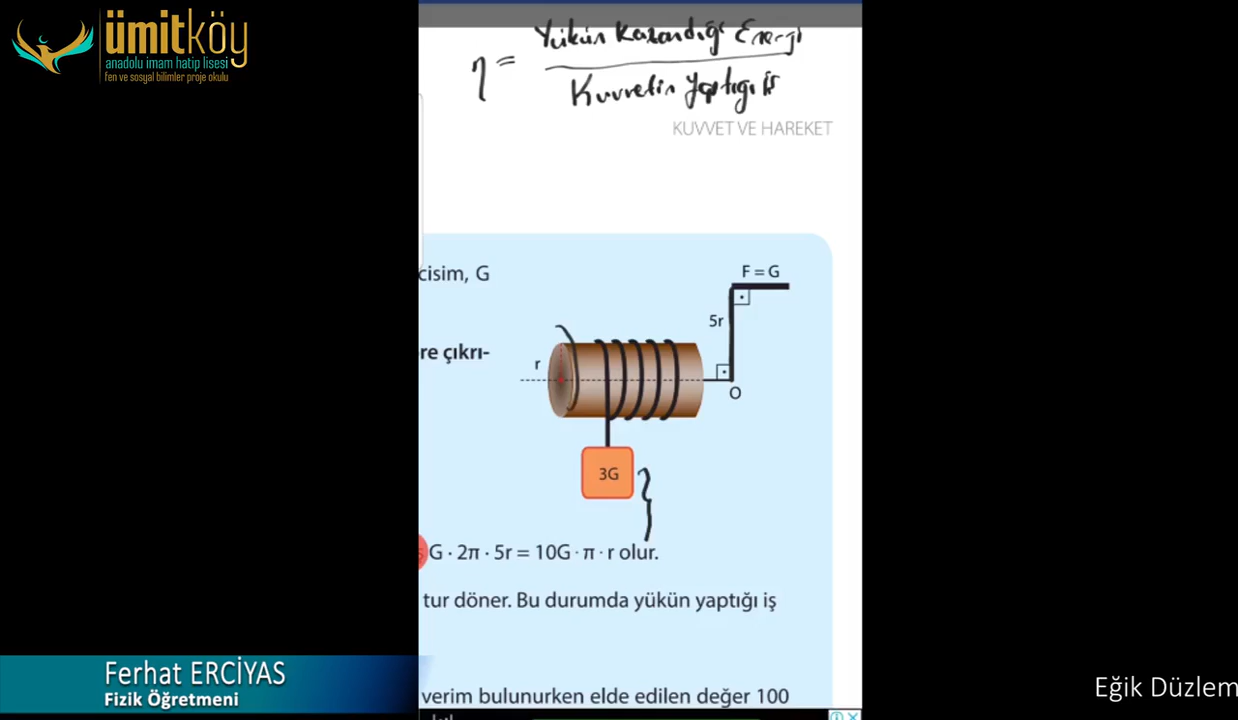 ümitköy
anadolu imam hatip lisesi
fen ve sosyal bilimler proje okulu
η = Yükün Kazandığı Enerji
Kuvvetin Yaptığı İş
KUVVET VE HAREKET
cisim, G
F = G
5r
re çıkrı-
r
O
3G
G · 2π · 5r = 10G · π · r olur.
tur döner. Bu durumda yükün yaptığı iş
Ferhat ERCİYAS
Fizik Öğretmeni
Eğik Düzlem
verim bulunurken elde edilen değer 100